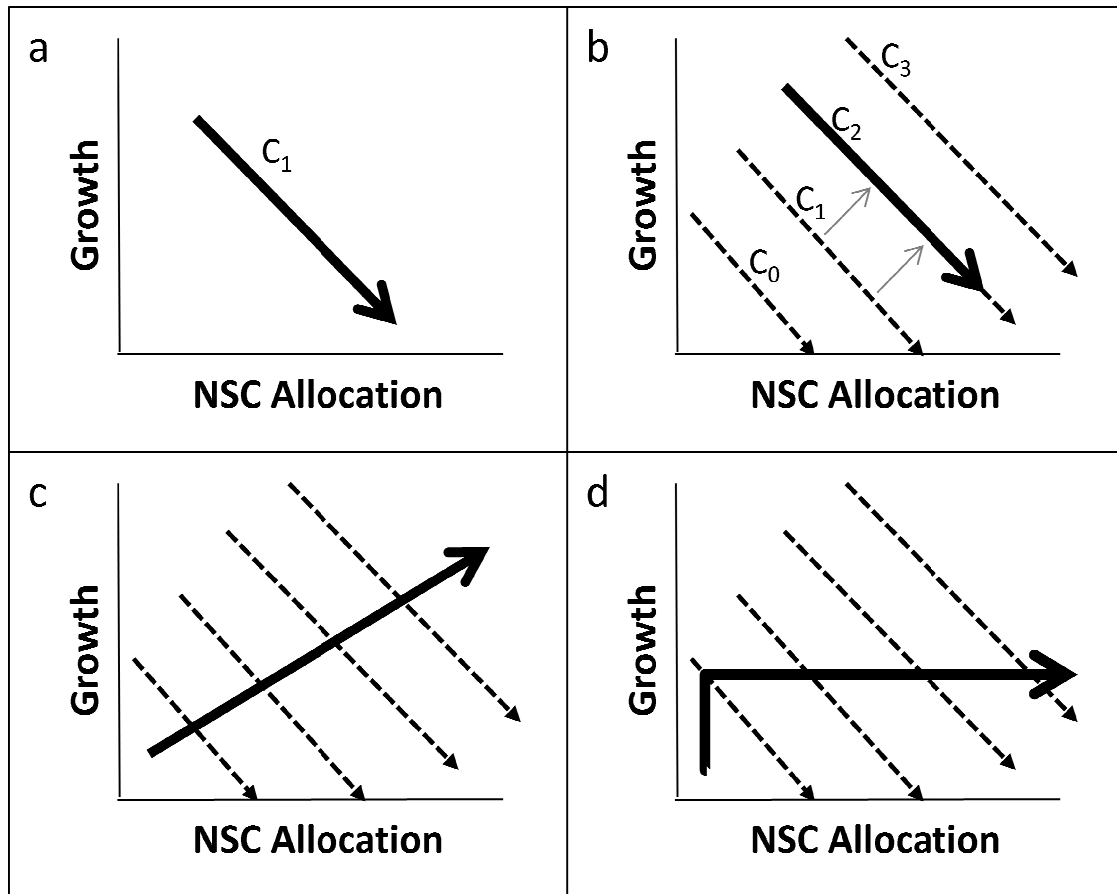 a
C₁
Growth
NSC Allocation
b
C₃
C₂
C₁
C₀
Growth
NSC Allocation
c
Growth
NSC Allocation
d
Growth
NSC Allocation